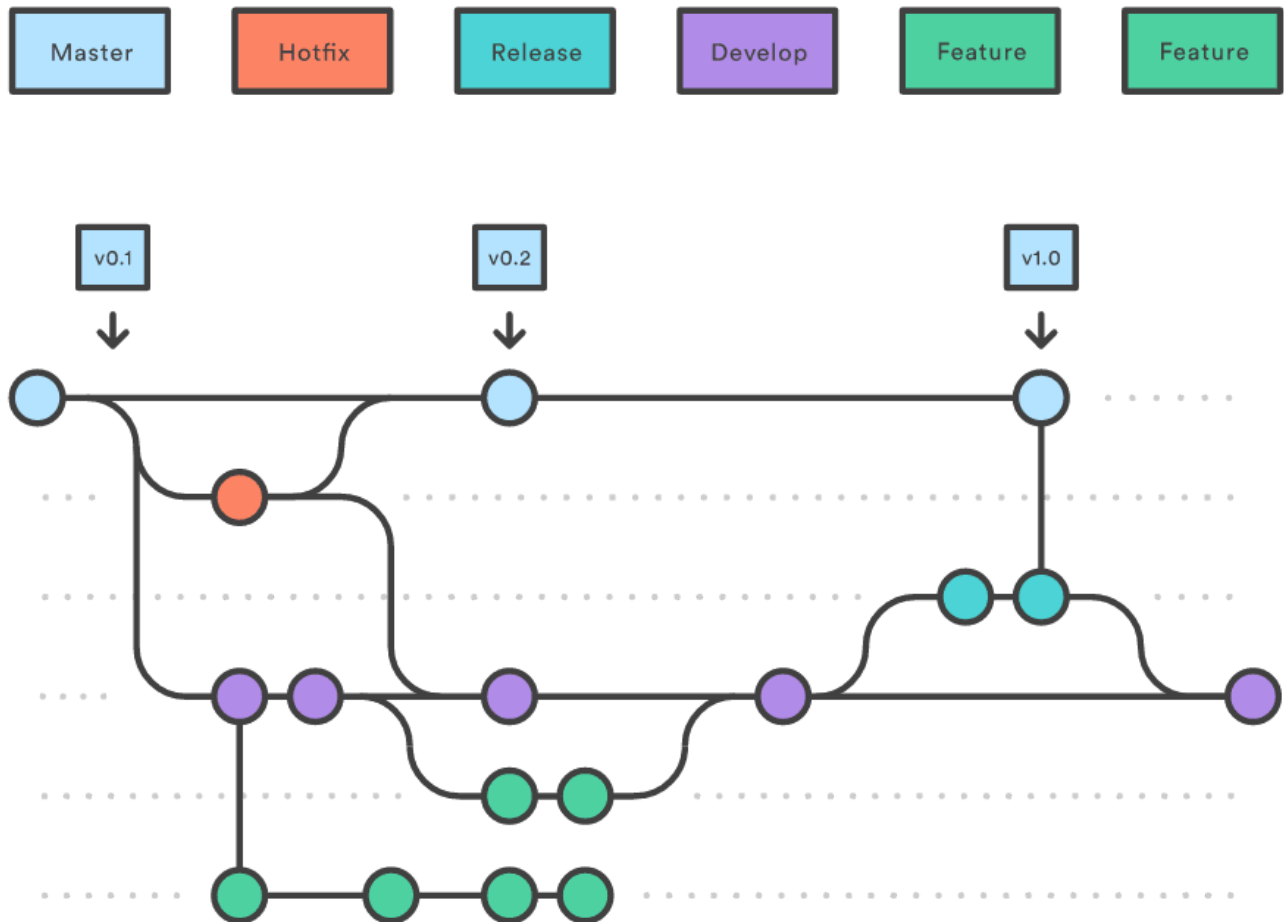 Master
Hotfix
Release
Develop
Feature
Feature
v0.1
v0.2
v1.0